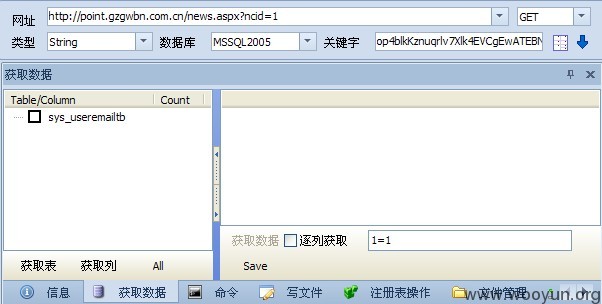 网址 http://point.gzgwbn.com.cn/news.aspx?ncid=1 GET
类型 String 数据库 MSSQL2005 关键字 op4blkKznuqrlv7Xlk4EVCgEwATEBN
获取数据
Table/Column Count
sys_useremailtb
获取数据 逐列获取 1=1
获取表 获取列 All Save
信息 获取数据 命令 写文件 注册表操作 文件管理
www.wooyun.org